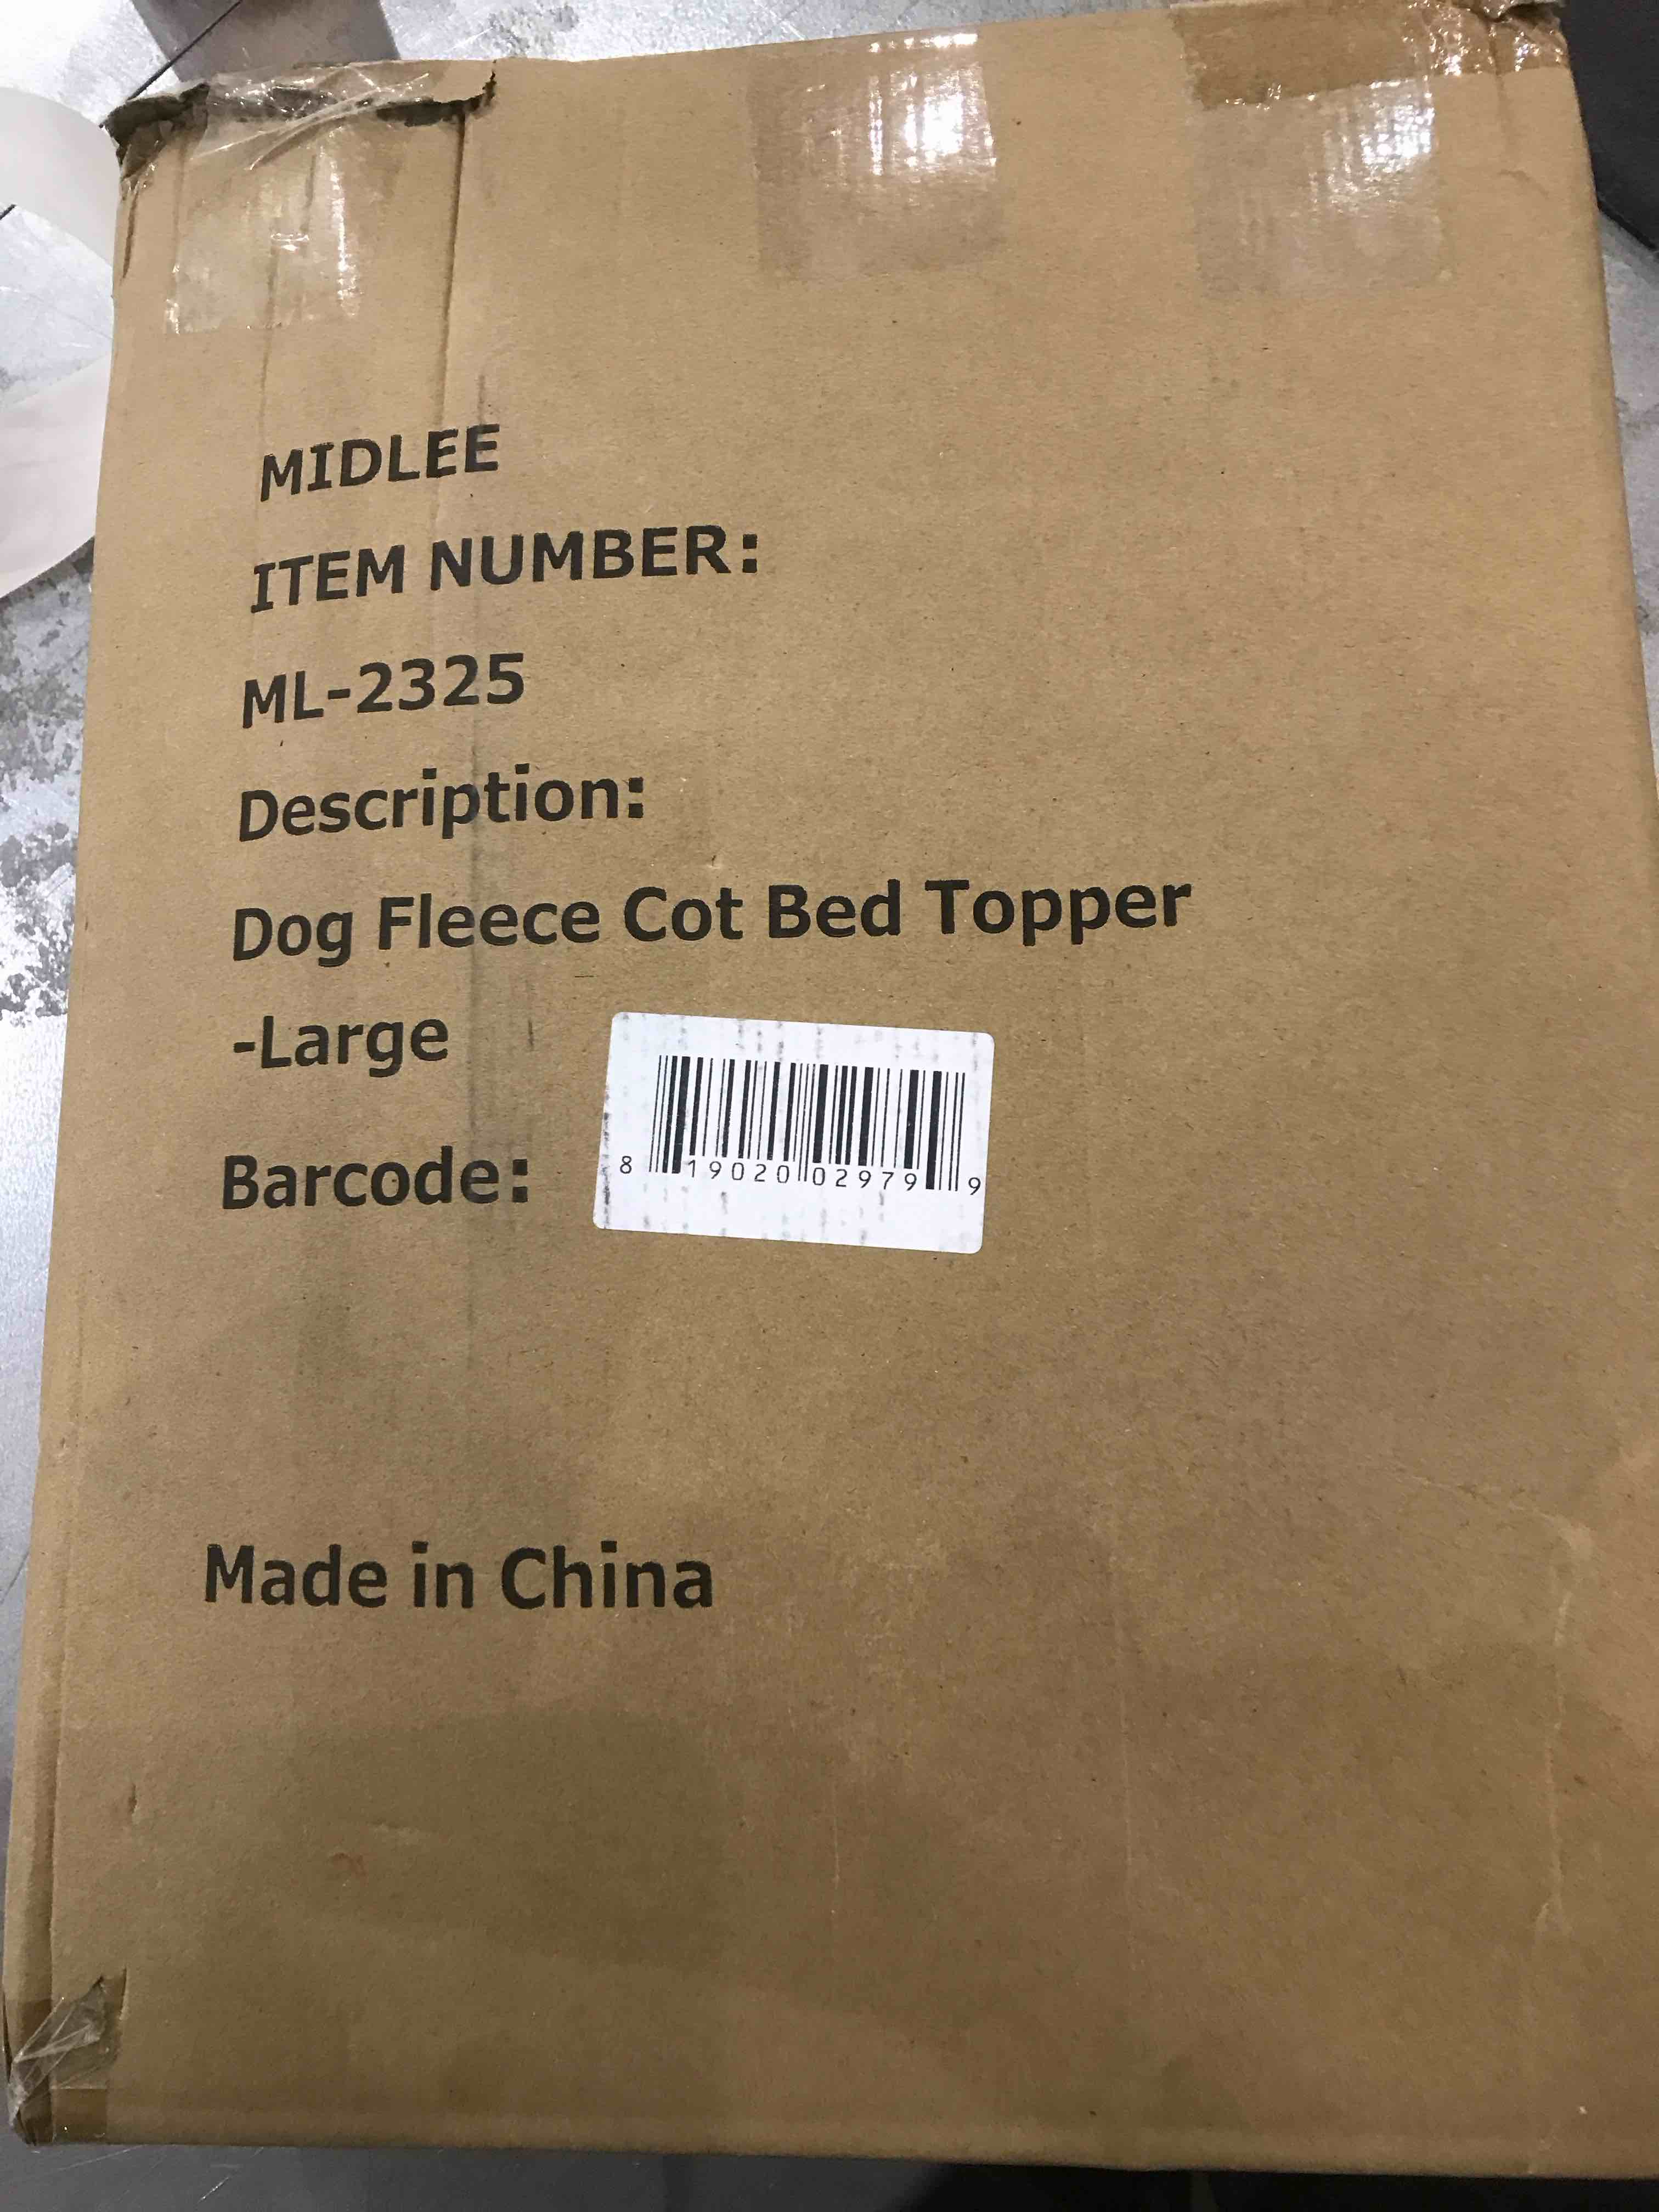 MIDLEE
ITEM NUMBER:
ML-2325
Description:
Dog Fleece Cot Bed Topper
-Large
Barcode:
8 19020 02979 9
Made in China